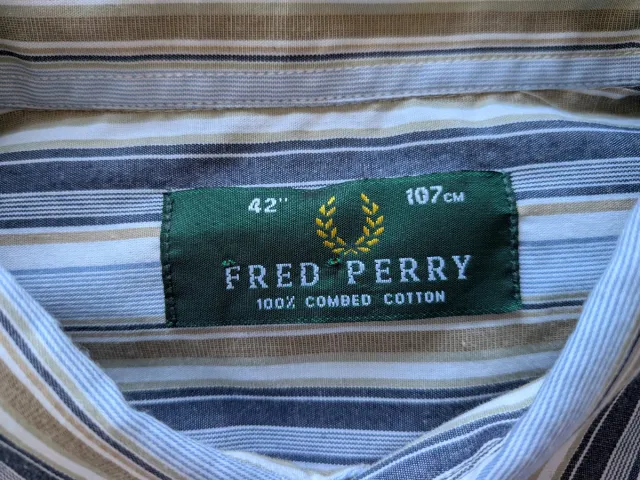 42" 107CM
FRED PERRY
100% COMBED COTTON